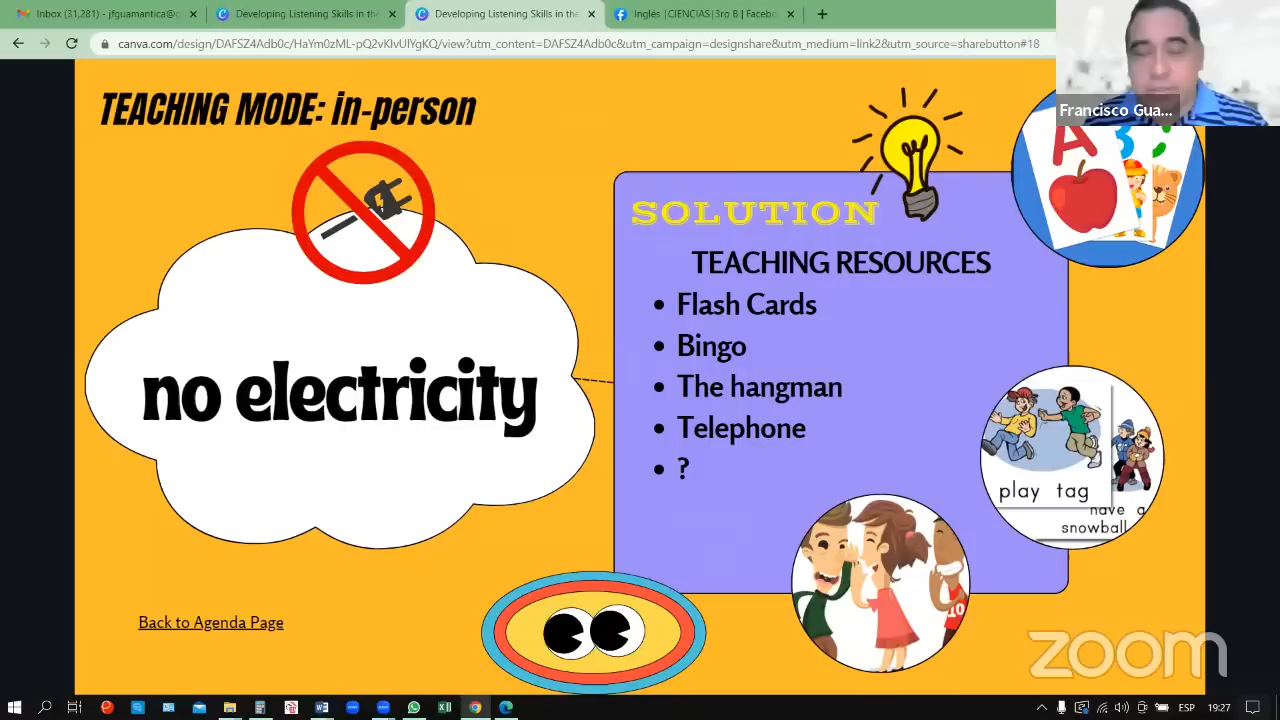 Inbox (31,281) - jfguamantica@c
Developing Listening Skills in the
Developing Listening Skills in the
Inglés |CIENCIAS|3ro B | Facebo
canva.com/design/DAFSZ4Adb0c/HaYm0zML-pQ2vKlvUlYgKQ/view?utm_content=DAFSZ4Adb0c&utm_campaign=designshare&utm_medium=link2&utm_source=sharebutton#18
Francisco Gua...
TEACHING MODE: in-person
A
SOLUTION
TEACHING RESOURCES
• Flash Cards
• Bingo
• The hangman
• Telephone
• ?
no electricity
play tag
have a
snowball
10
Back to Agenda Page
zoom
ESP
19:27